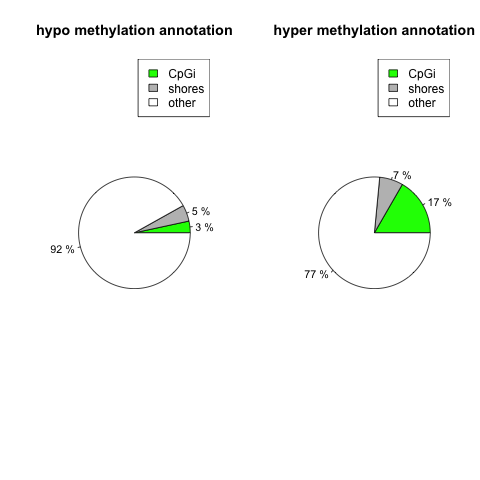 hypo methylation annotation
CpGi
shores
other
5 %
3 %
92 %
hyper methylation annotation
CpGi
shores
other
7 %
17 %
77 %